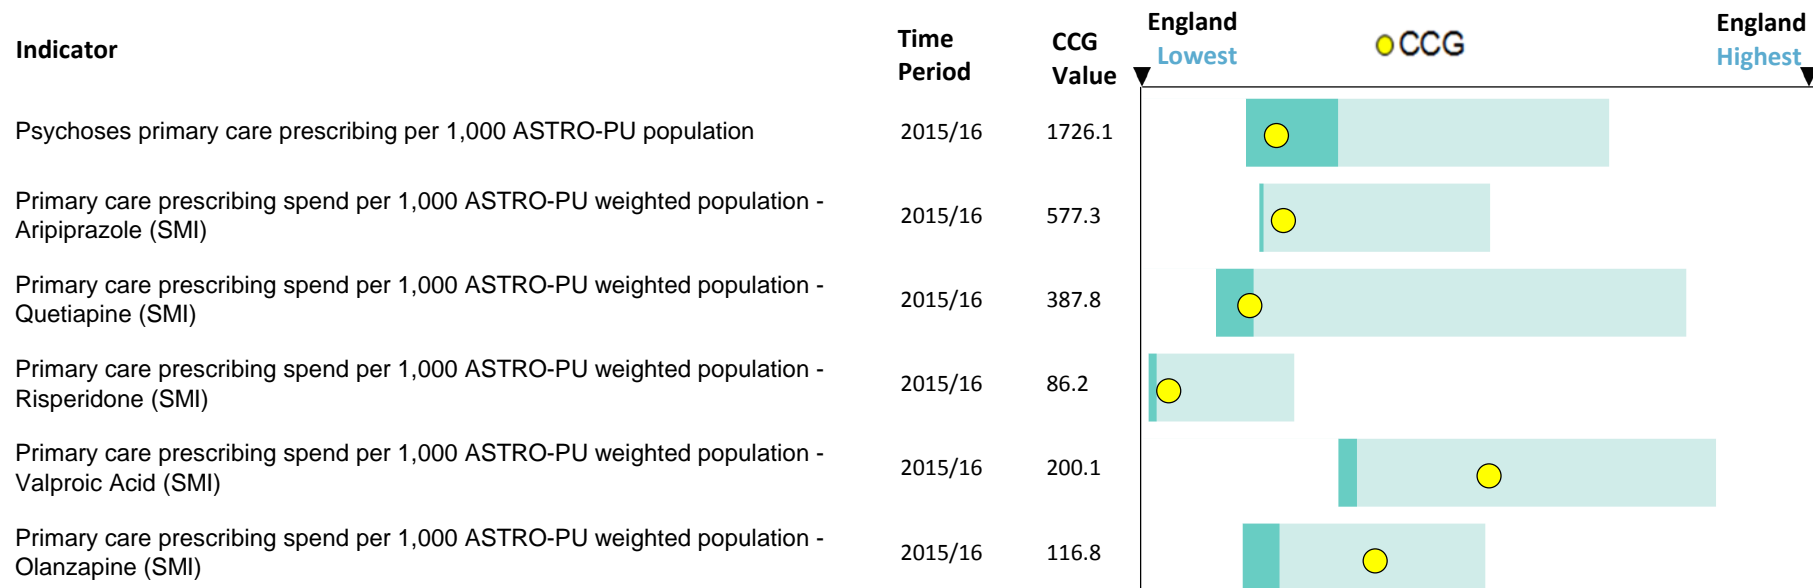 Indicator
Time
Period
CCG
Value
England
Lowest
CCG
England
Highest
Psychoses primary care prescribing per 1,000 ASTRO-PU population 2015/16 1726.1
Primary care prescribing spend per 1,000 ASTRO-PU weighted population -
Aripiprazole (SMI)
2015/16 577.3
Primary care prescribing spend per 1,000 ASTRO-PU weighted population -
Quetiapine (SMI)
2015/16 387.8
Primary care prescribing spend per 1,000 ASTRO-PU weighted population -
Risperidone (SMI)
2015/16 86.2
Primary care prescribing spend per 1,000 ASTRO-PU weighted population -
Valproic Acid (SMI)
2015/16 200.1
Primary care prescribing spend per 1,000 ASTRO-PU weighted population -
Olanzapine (SMI)
2015/16 116.8